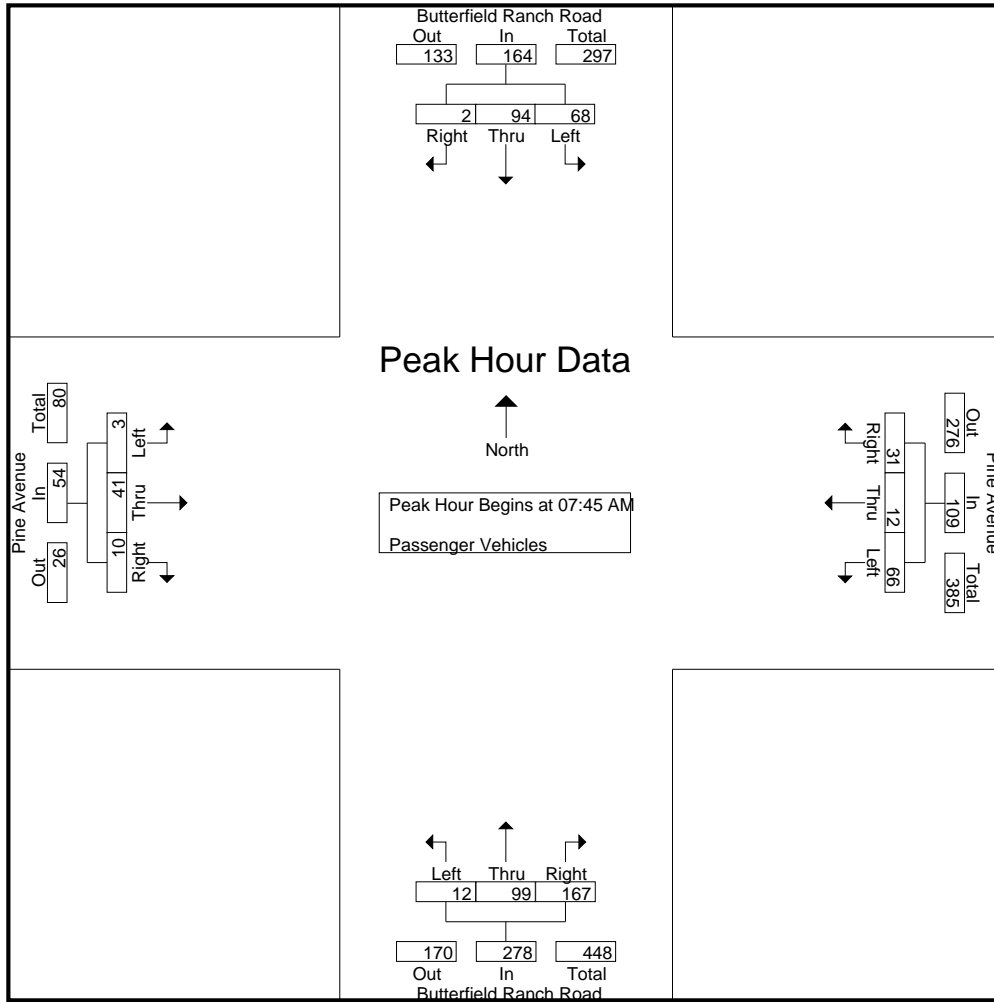 Butterfield Ranch Road
Out In Total
133 164 297
2 94 68
Right Thru Left
Peak Hour Data
North
Peak Hour Begins at 07:45 AM
Passenger Vehicles
Pine Avenue
Total In Out
80 54 26
3 41 10
Left Thru Right
Right Thru Left
31 12 66
Out In Total
276 109 385
Pine Avenue
Left Thru Right
12 99 167
170 278 448
Out In Total
Butterfield Ranch Road